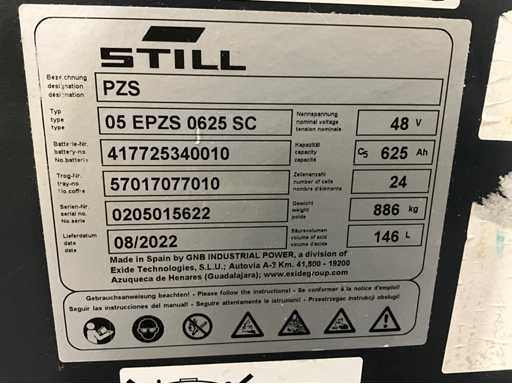 STILL
Bezeichnung
designation
désignation
PZS
Typ
type
type
05 EPZS 0625 SC
Nennspannung
nominal voltage
tension nominale
48 V
Batterie-Nr.
battery-no.
No.batterie
417725340010
Kapazität
capacity
capacité
C5 625 Ah
Trog-Nr.
tray-no
No.coffre
57017077010
Zellenanzahl
number of cells
nombre d'éléments
24
Serien-Nr.
serial no.
No. série
0205015622
Gewicht
weight
poids
886 kg
Lieferdatum
date
date
08/2022
Säurevolumen
volume of acid
volume d'acide
146 L
Made in Spain by GNB INDUSTRIAL POWER, a division of
Exide Technologies, S.L.U.; Autovia A-2 Km. 41,800 - 19200
Azuqueca de Henares (Guadalajara); www.exidegroup.com
Gebrauchsanweisung beachten! - Please follow the instructions! - Se conformer à la notice d'emploi!
Seguir las instrucciones del manual! - Seguire attentamente le istruzioni! - Przestrzegac instrukcji obslugi!